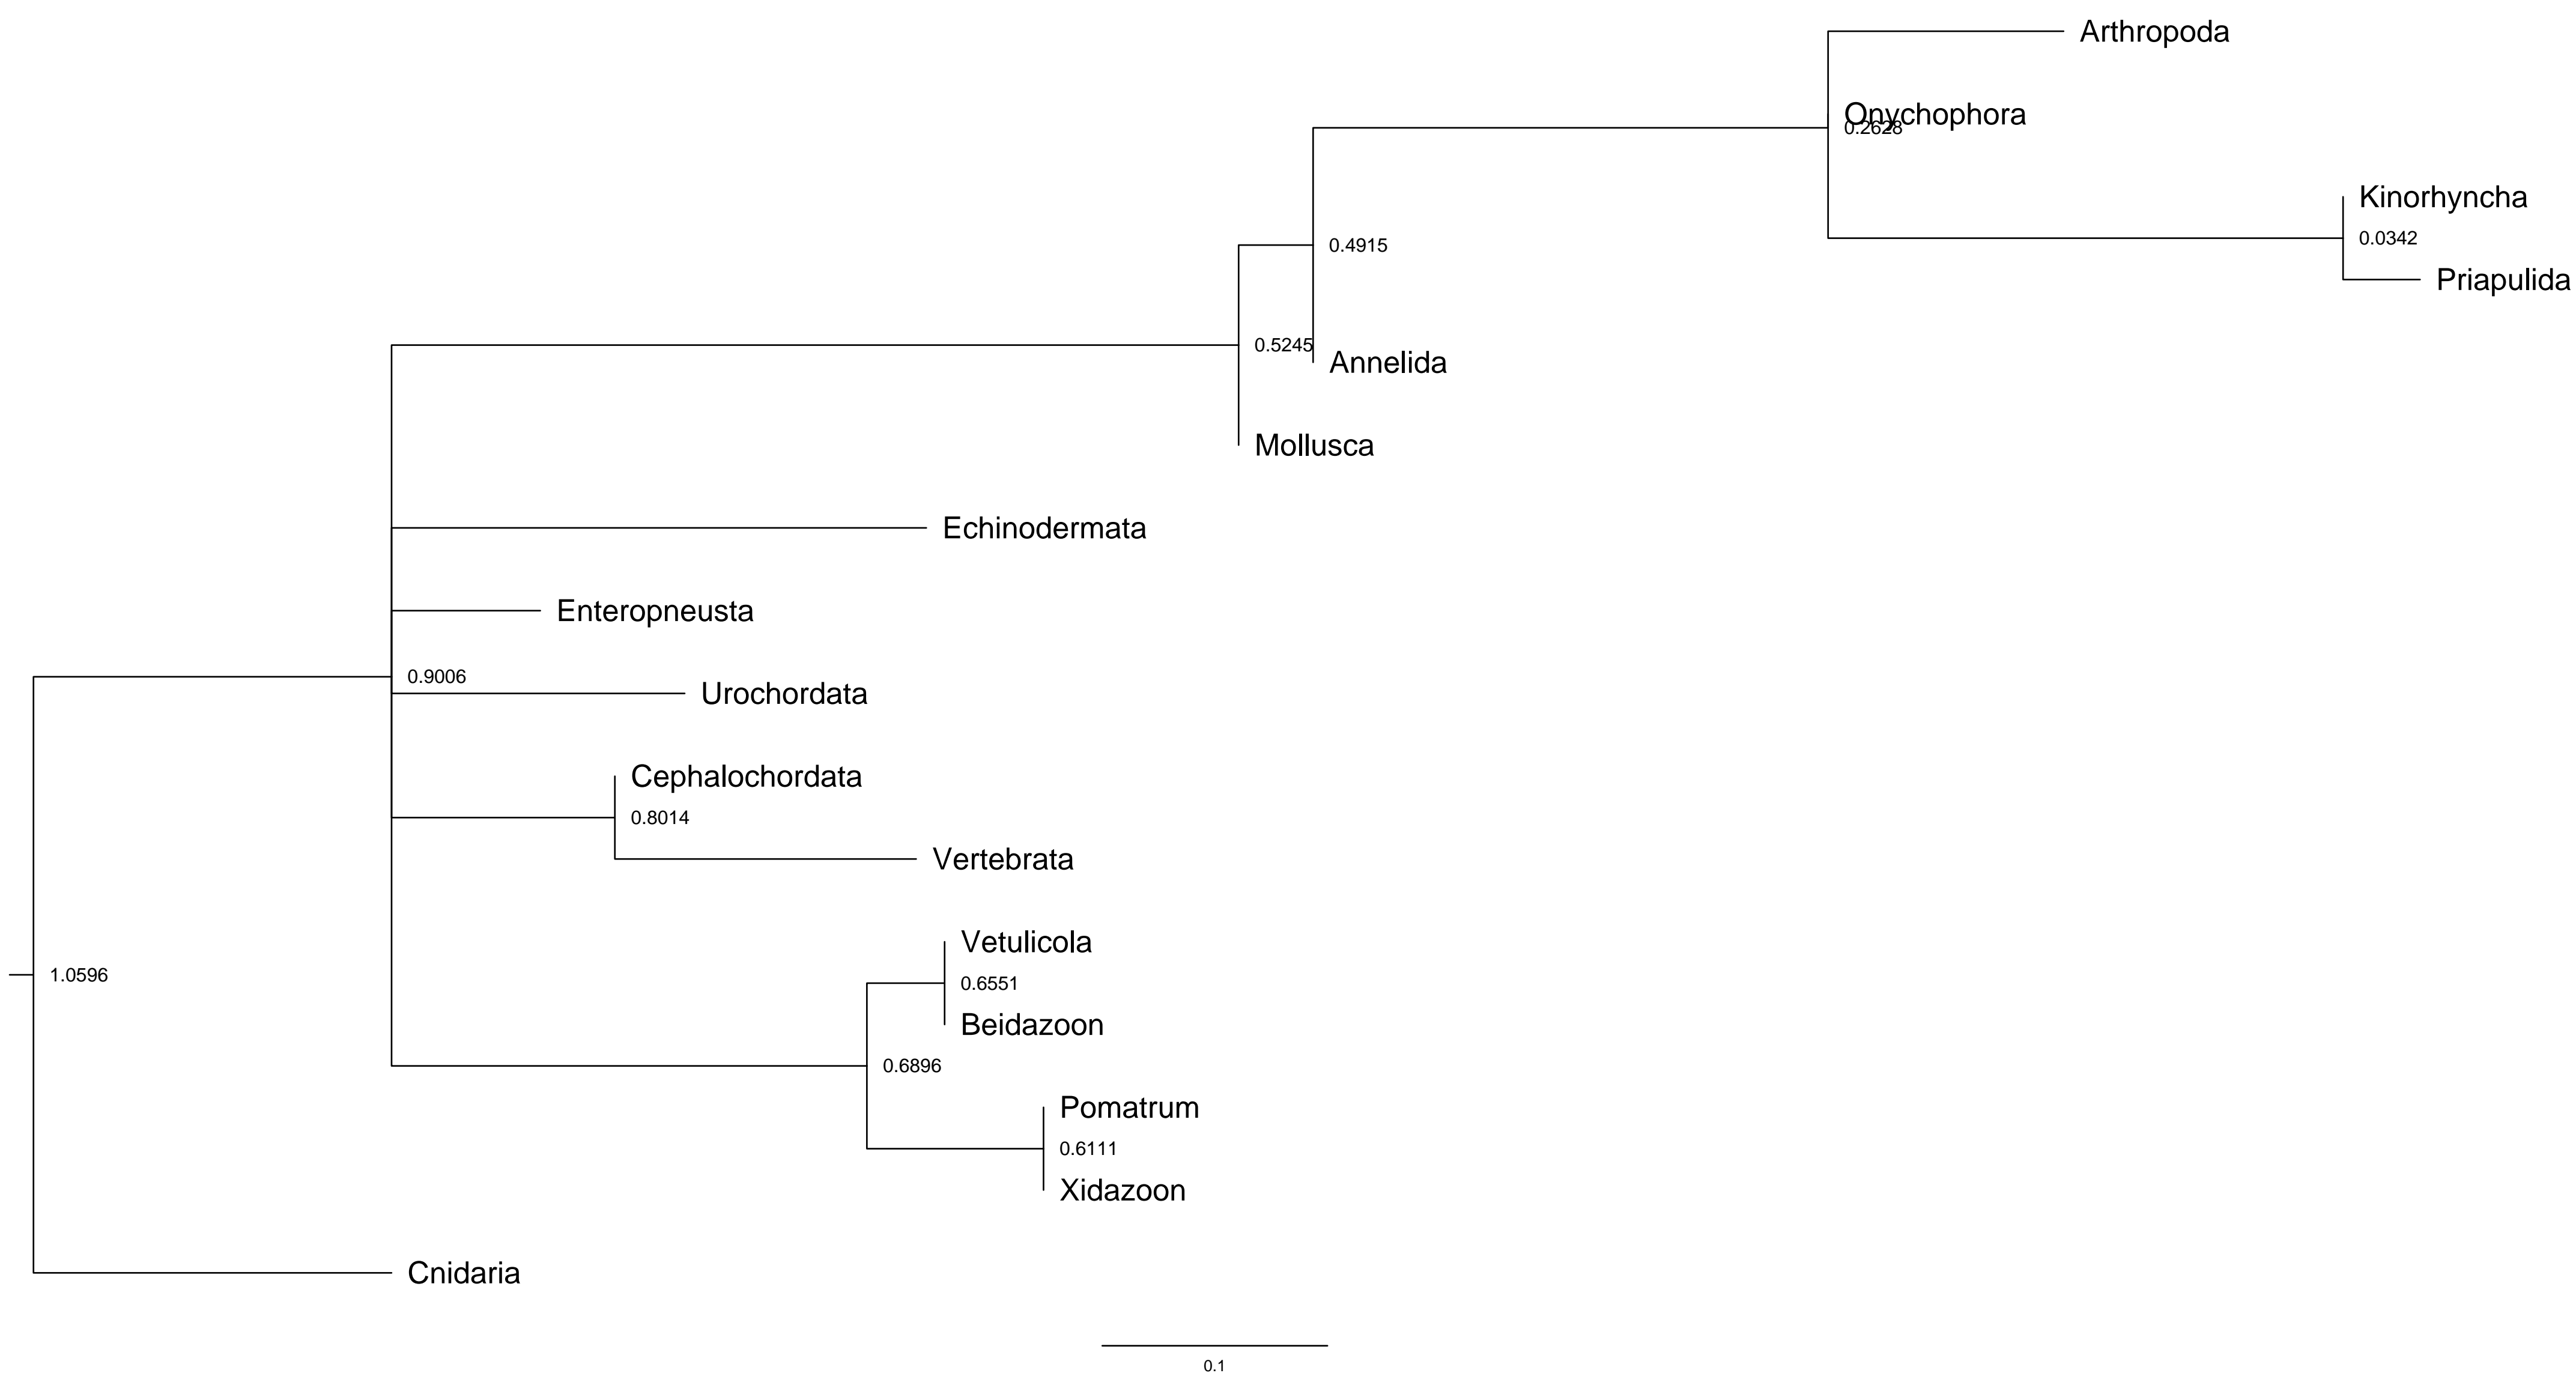 Arthropoda
Onychophora
0.2628
Kinorhyncha
0.0342
Priapulida
0.4915
0.5245
Annelida
Mollusca
Echinodermata
Enteropneusta
0.9006
Urochordata
Cephalochordata
0.8014
Vertebrata
Vetulicola
1.0596
0.6551
Beidazoon
0.6896
Pomatrum
0.6111
Xidazoon
Cnidaria
0.1